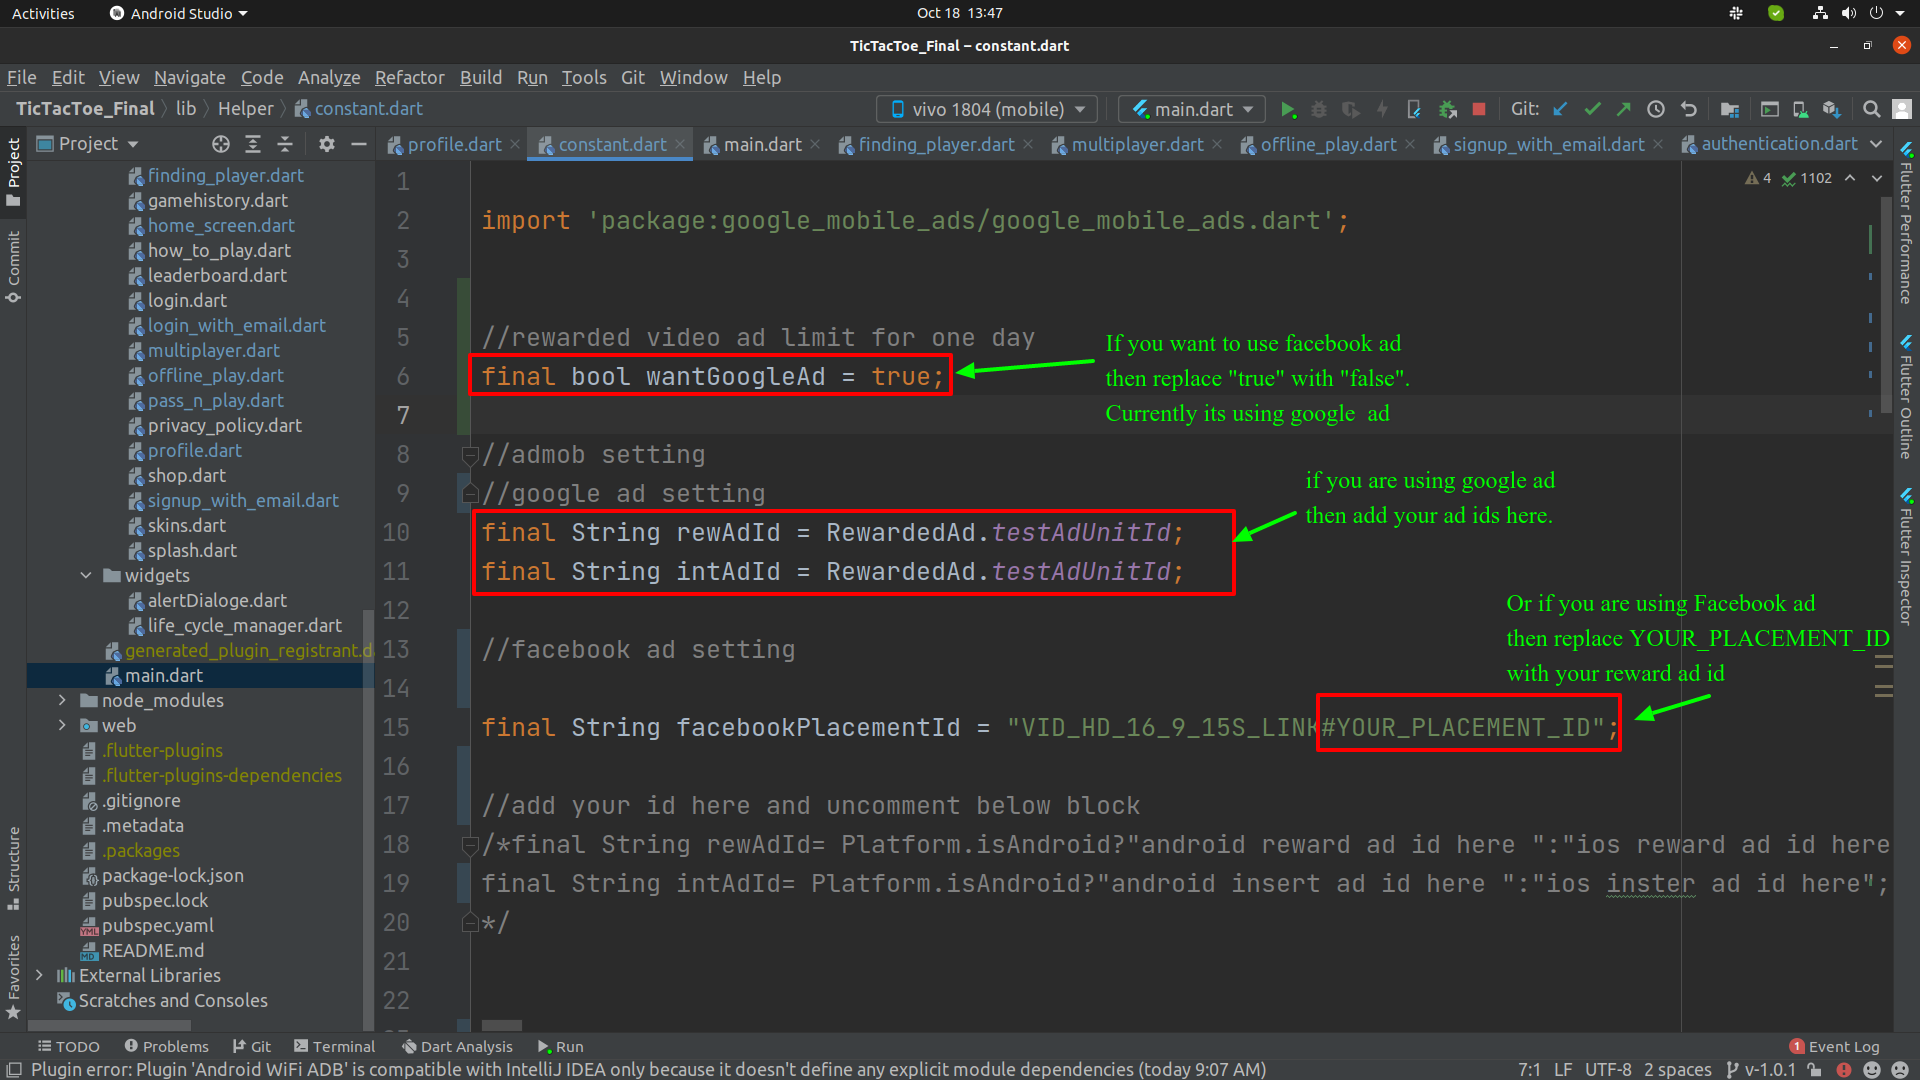 Activities
Android Studio
Oct 18 13:47
TicTacToe_Final – constant.dart
File Edit View Navigate Code Analyze Refactor Build Run Tools Git Window Help
TicTacToe_Final lib Helper constant.dart
vivo 1804 (mobile)
main.dart
Git:
Project
profile.dart
constant.dart
main.dart
finding_player.dart
multiplayer.dart
offline_play.dart
signup_with_email.dart
authentication.dart
Project
Commit
Structure
Favorites
finding_player.dart
gamehistory.dart
home_screen.dart
how_to_play.dart
leaderboard.dart
login.dart
login_with_email.dart
multiplayer.dart
offline_play.dart
pass_n_play.dart
privacy_policy.dart
profile.dart
shop.dart
signup_with_email.dart
skins.dart
splash.dart
widgets
alertDialoge.dart
life_cycle_manager.dart
generated_plugin_registrant.d
main.dart
node_modules
web
.flutter-plugins
.flutter-plugins-dependencies
.gitignore
.metadata
.packages
package-lock.json
pubspec.lock
pubspec.yaml
README.md
External Libraries
Scratches and Consoles
4 1102
1
2 import 'package:google_mobile_ads/google_mobile_ads.dart';
3
4
5 //rewarded video ad limit for one day
6 final bool wantGoogleAd = true;
7
8 //admob setting
9 //google ad setting
10 final String rewAdId = RewardedAd.testAdUnitId;
11 final String intAdId = RewardedAd.testAdUnitId;
12
13 //facebook ad setting
14
15 final String facebookPlacementId = "VID_HD_16_9_15S_LINK#YOUR_PLACEMENT_ID";
16
17 //add your id here and uncomment below block
18 /*final String rewAdId= Platform.isAndroid?"android reward ad id here ":"ios reward ad id here
19 final String intAdId= Platform.isAndroid?"android insert ad id here ":"ios inster ad id here";
20 */
21
22
If you want to use facebook ad
then replace "true" with "false".
Currently its using google ad
if you are using google ad
then add your ad ids here.
Or if you are using Facebook ad
then replace YOUR_PLACEMENT_ID
with your reward ad id
Flutter Performance
Flutter Outline
Flutter Inspector
TODO Problems Git Terminal Dart Analysis Run
1 Event Log
Plugin error: Plugin 'Android WiFi ADB' is compatible with IntelliJ IDEA only because it doesn't define any explicit module dependencies (today 9:07 AM)
7:1 LF UTF-8 2 spaces v-1.0.1